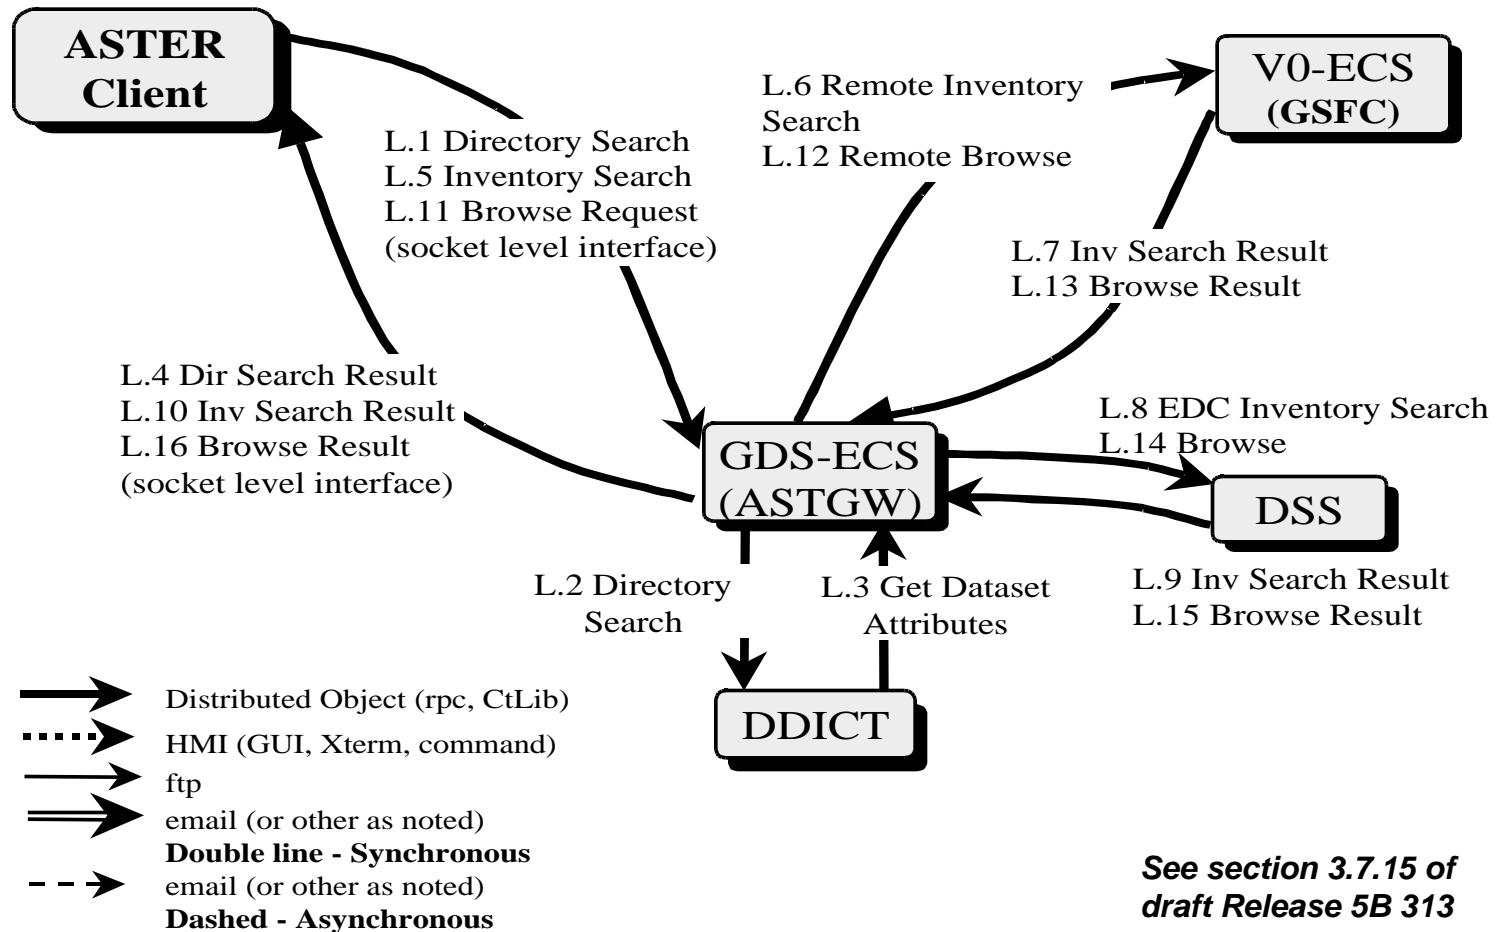 ASTER
Client
V0-ECS
(GSFC)
L.6 Remote Inventory
Search
L.12 Remote Browse
L.1 Directory Search
L.5 Inventory Search
L.11 Browse Request
(socket level interface)
L.7 Inv Search Result
L.13 Browse Result
L.4 Dir Search Result
L.10 Inv Search Result
L.16 Browse Result
(socket level interface)
L.8 EDC Inventory Search
L.14 Browse
GDS-ECS
(ASTGW)
DSS
L.9 Inv Search Result
L.15 Browse Result
L.2 Directory
Search
L.3 Get Dataset
Attributes
DDICT
Distributed Object (rpc, CtLib)
HMI (GUI, Xterm, command)
ftp
email (or other as noted)
Double line - Synchronous
email (or other as noted)
Dashed - Asynchronous
See section 3.7.15 of
draft Release 5B 313